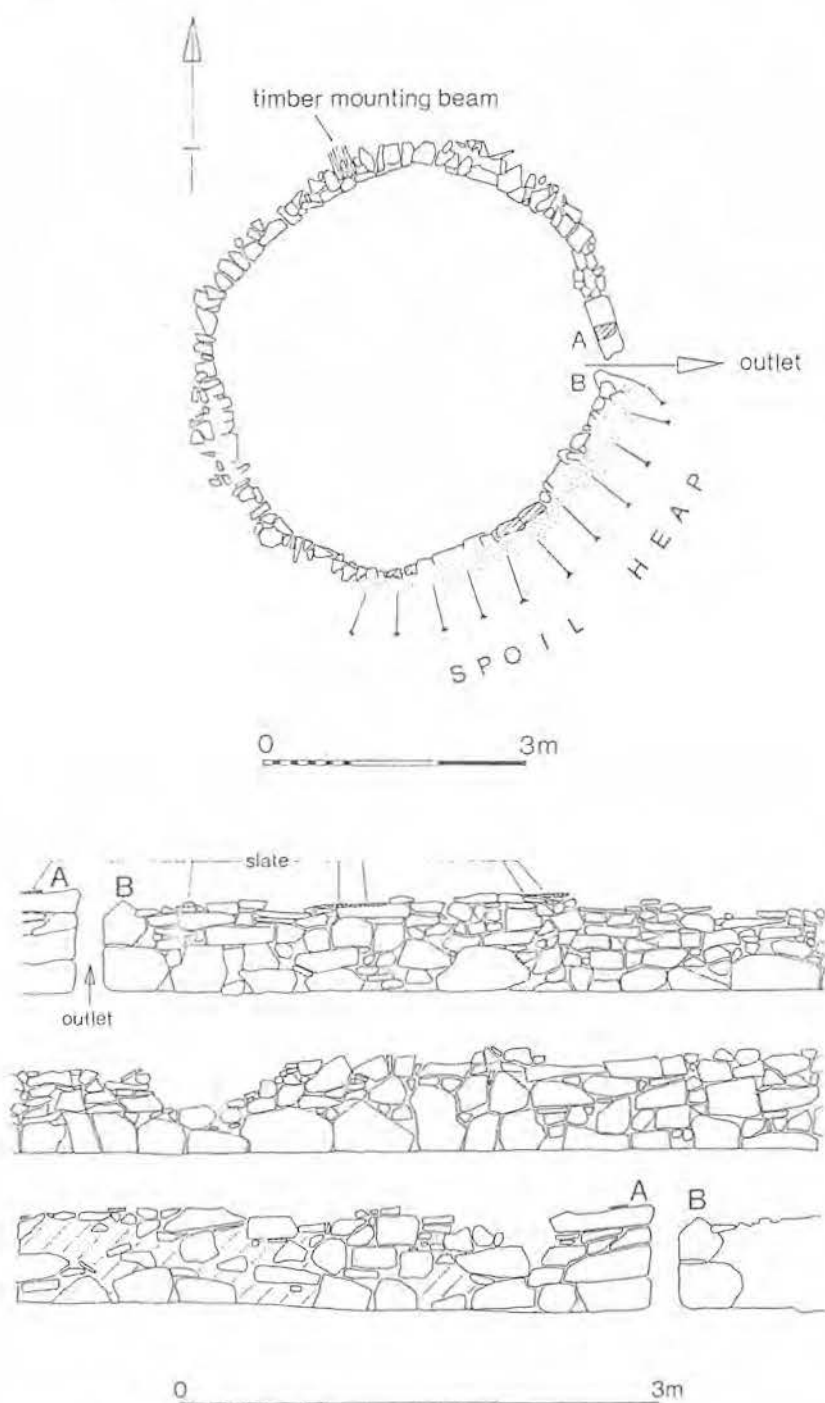 timber mounting beam
A
outlet
B
SPOIL HEAP
0 3m
slate
A B
outlet
A B
0 3m